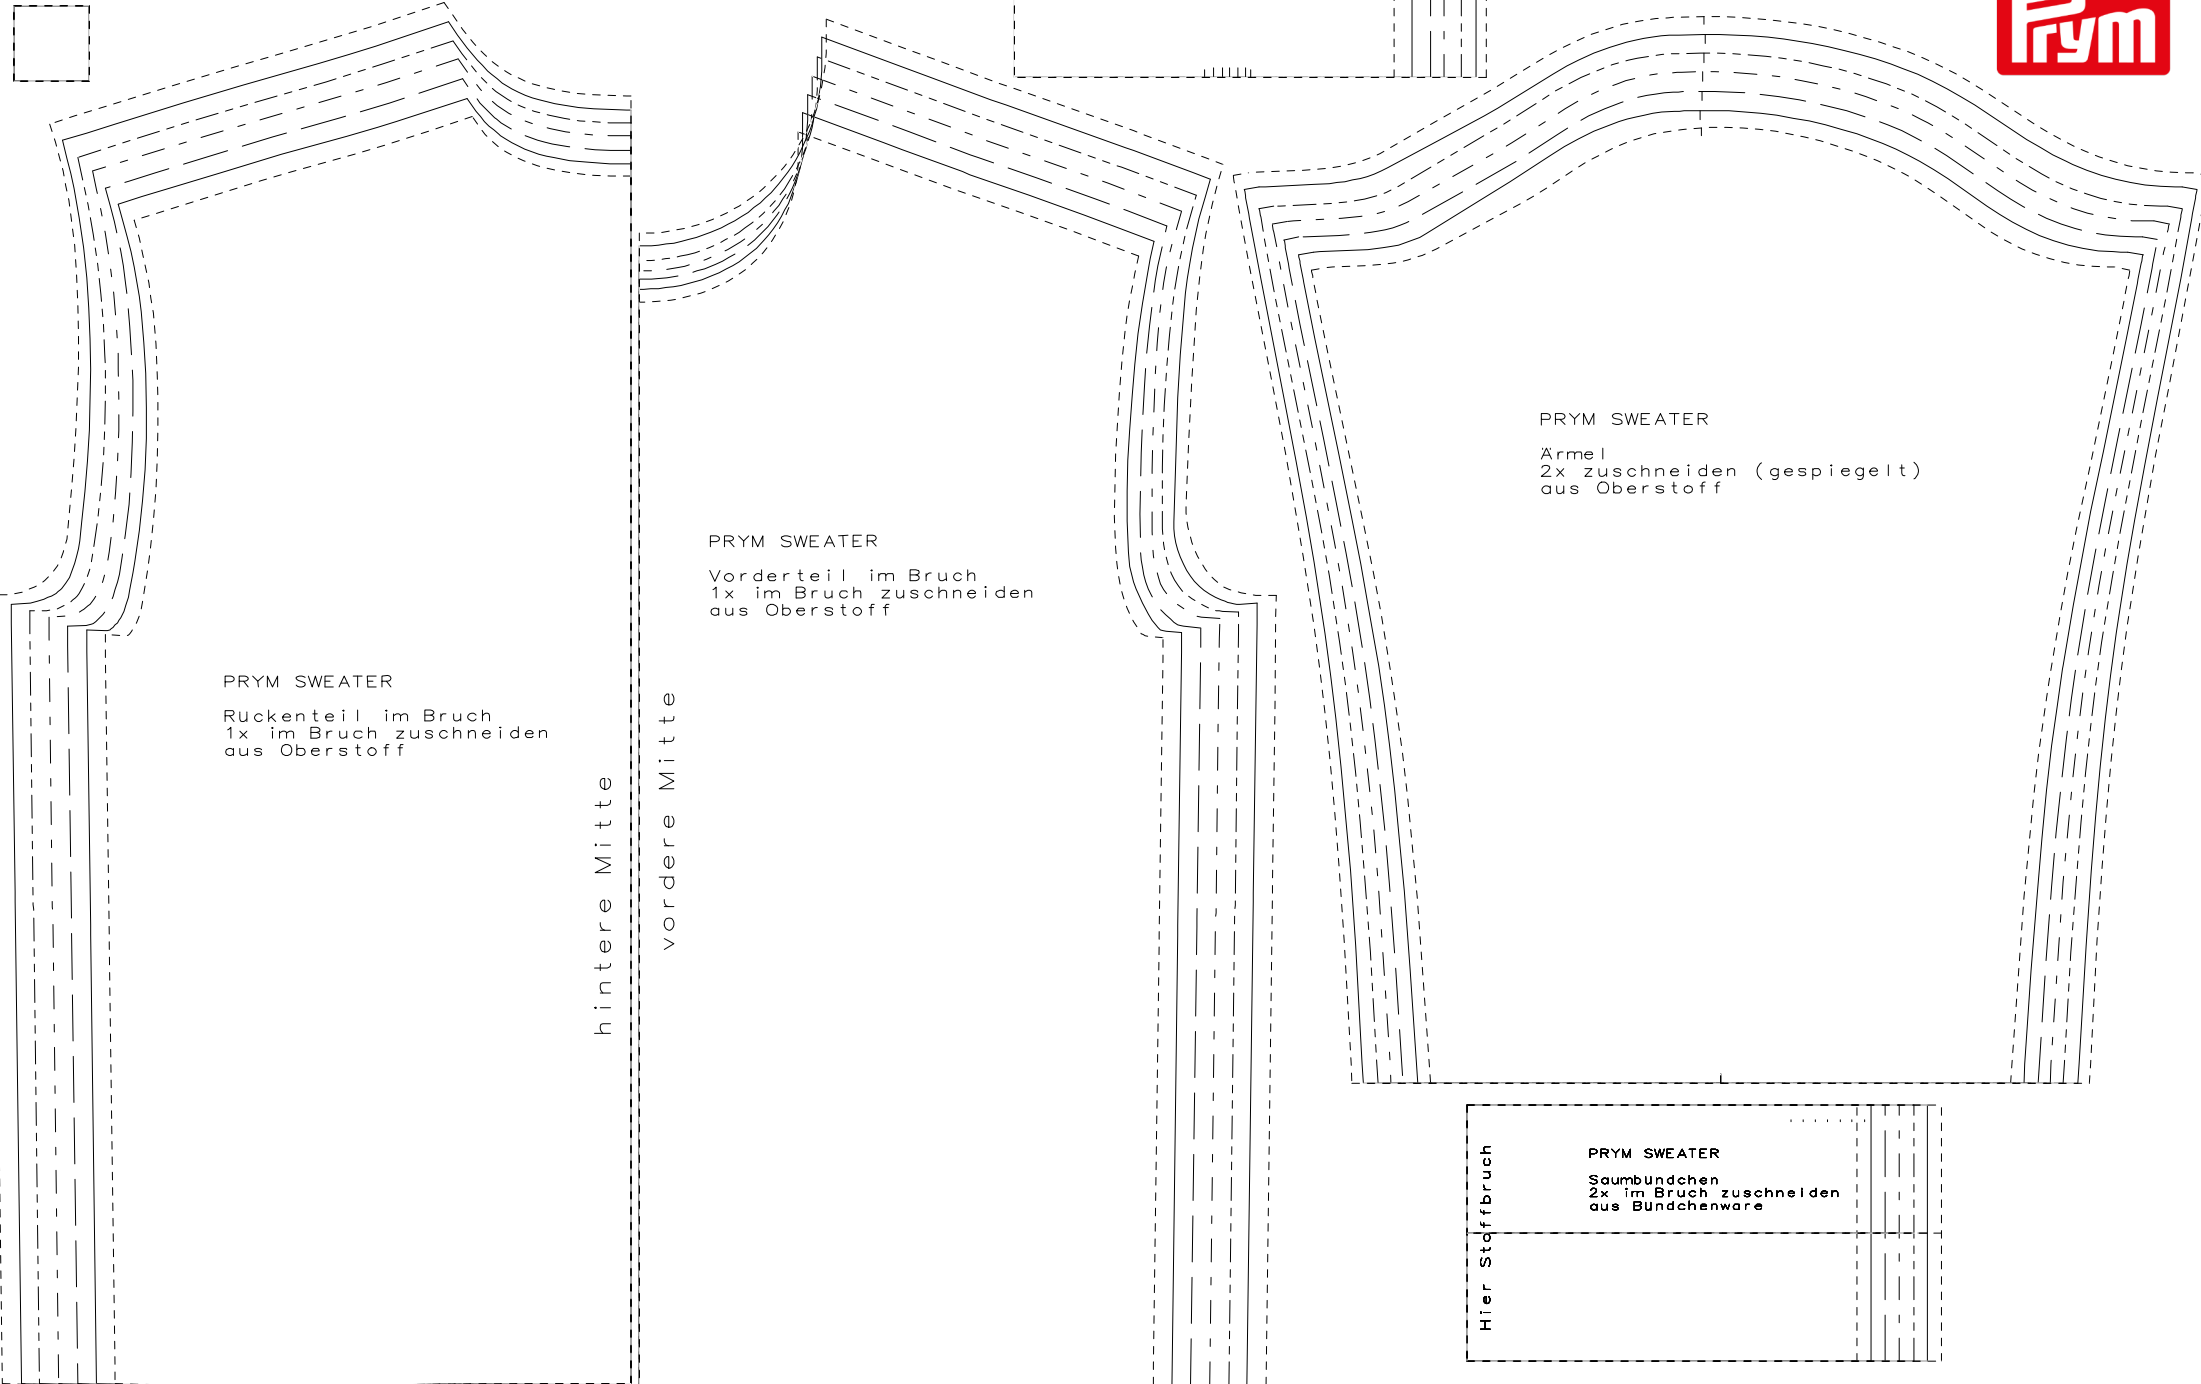 Prym
PRYM SWEATER
Rückenteil im Bruch
1x im Bruch zuschneiden
aus Oberstoff
hintere Mitte
vordere Mitte
PRYM SWEATER
Vorderteil im Bruch
1x im Bruch zuschneiden
aus Oberstoff
PRYM SWEATER
Ärmel
2x zuschneiden (gespiegelt)
aus Oberstoff
Hier Stoffbruch
PRYM SWEATER
Saumbündchen
2x im Bruch zuschneiden
aus Bündchenware